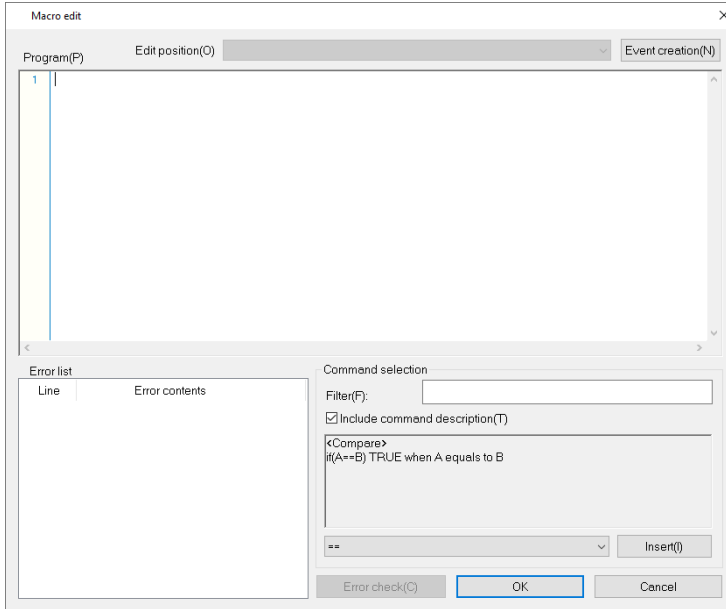 Macro edit
Program(P)
Edit position(O)
Event creation(N)
1
Error list
Line Error contents
Command selection
Filter(F):
Include command description(T)
<Compare>
if(A==B) TRUE when A equals to B
==
Insert(I)
Error check(C)
OK
Cancel